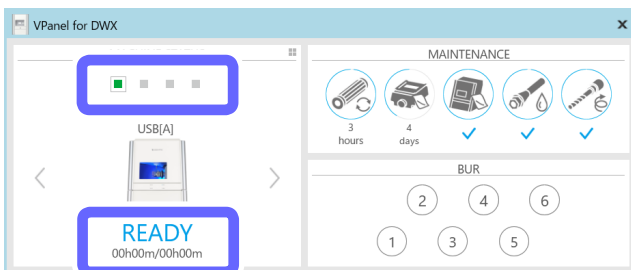 VPanel for DWX
MAINTENANCE
3
hours
4
days
USB[A]
READY
00h00m/00h00m
BUR
2 4 6
1 3 5